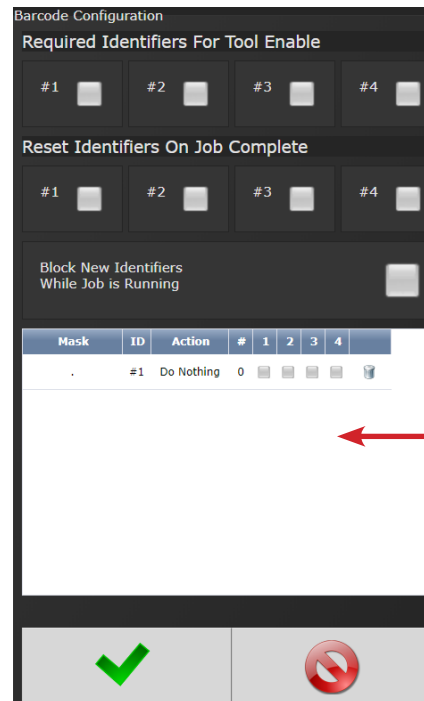 Barcode Configuration
Required Identifiers For Tool Enable
#1 #2 #3 #4
Reset Identifiers On Job Complete
#1 #2 #3 #4
Block New Identifiers
While Job is Running
Mask ID Action # 1 2 3 4
. #1 Do Nothing 0